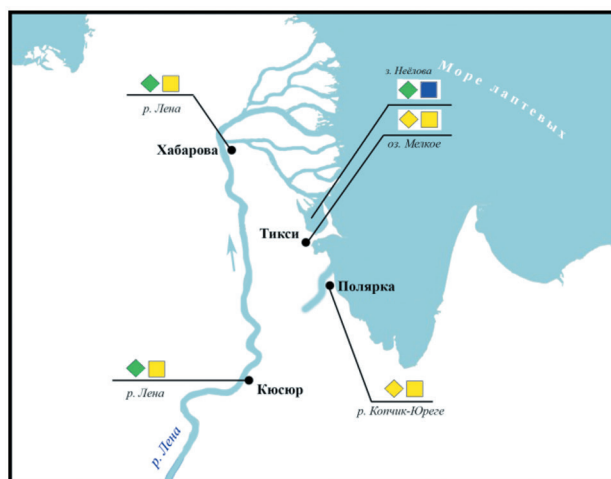 з. Неёлова
Море лаптевых
р. Лена
оз. Мелкое
Хабарова
Тикси
Полярка
р. Лена
Кюсюр
р. Копчик-Юреге
р. Лена